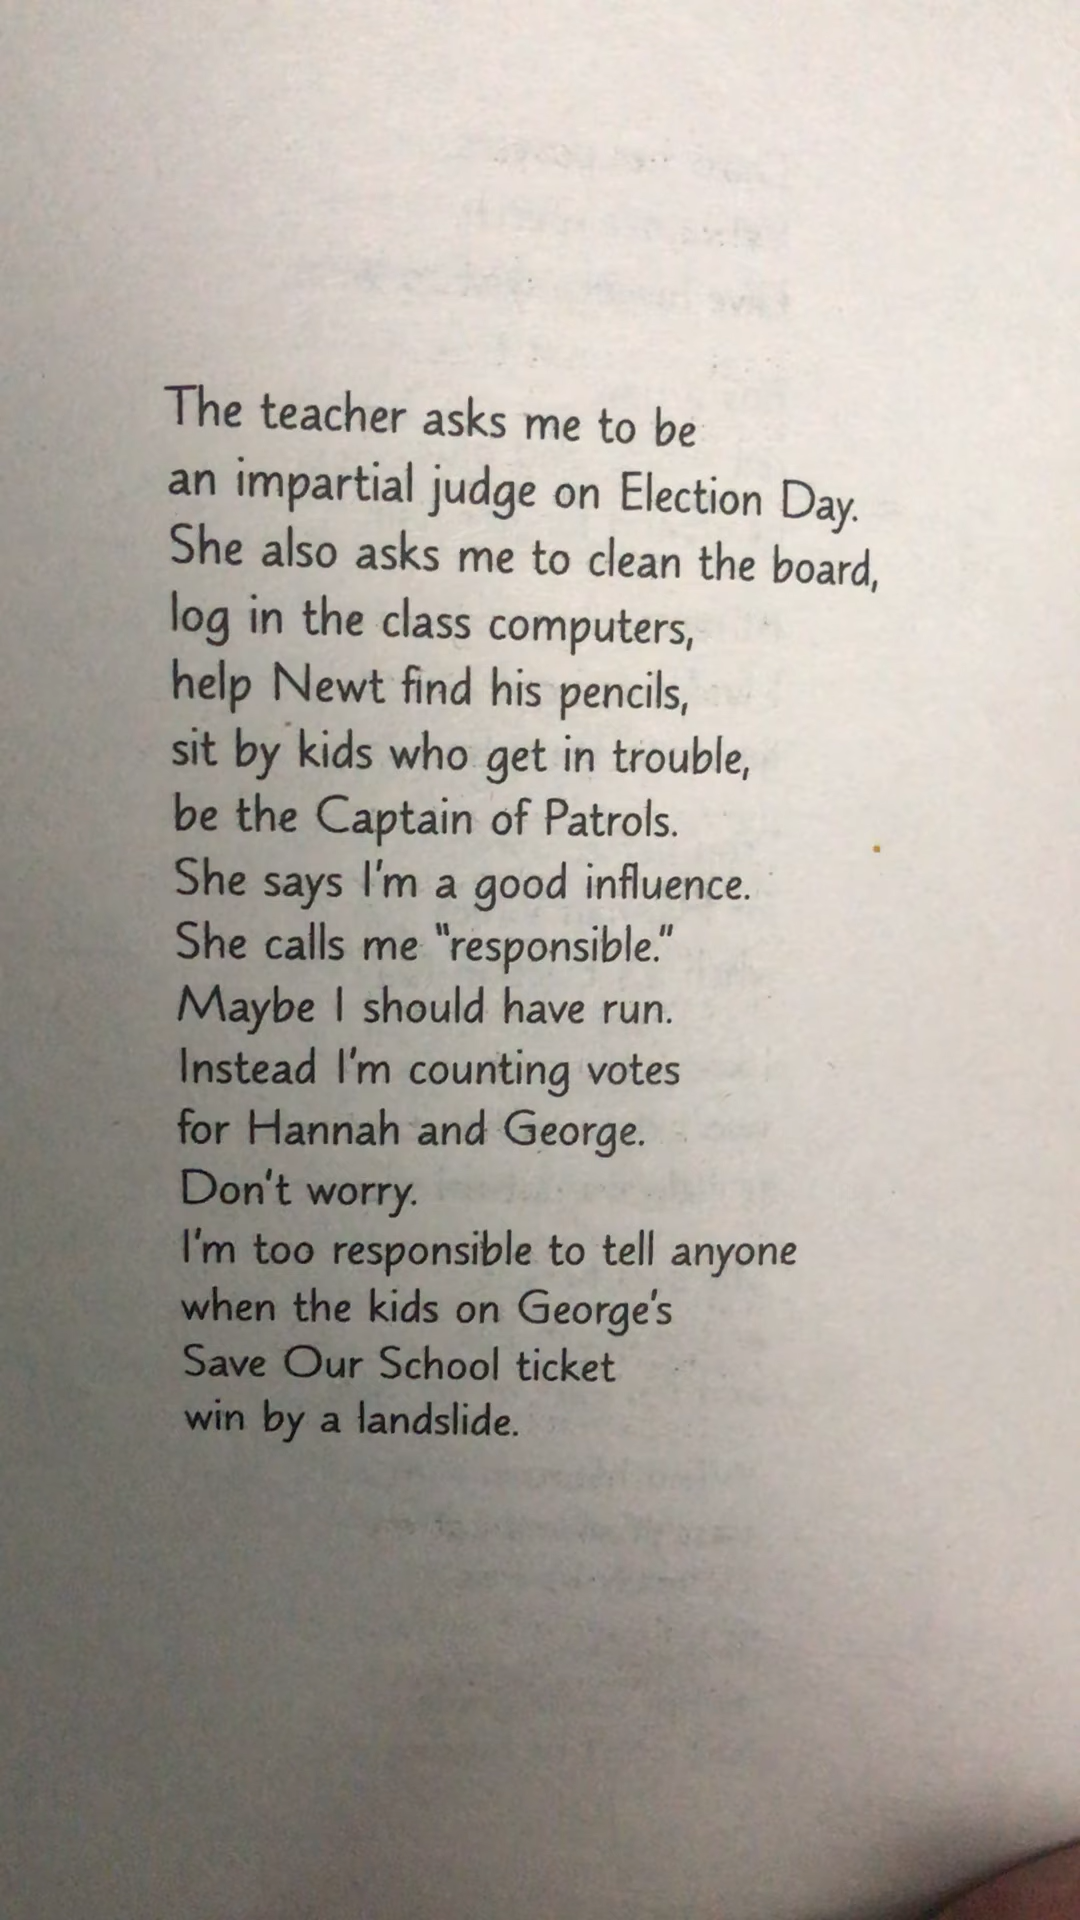 The teacher asks me to be
an impartial judge on Election Day.
She also asks me to clean the board,
log in the class computers,
help Newt find his pencils,
sit by kids who get in trouble,
be the Captain of Patrols.
She says I'm a good influence.
She calls me "responsible."
Maybe I should have run.
Instead I'm counting votes
for Hannah and George.
Don't worry.
I'm too responsible to tell anyone
when the kids on George's
Save Our School ticket
win by a landslide.